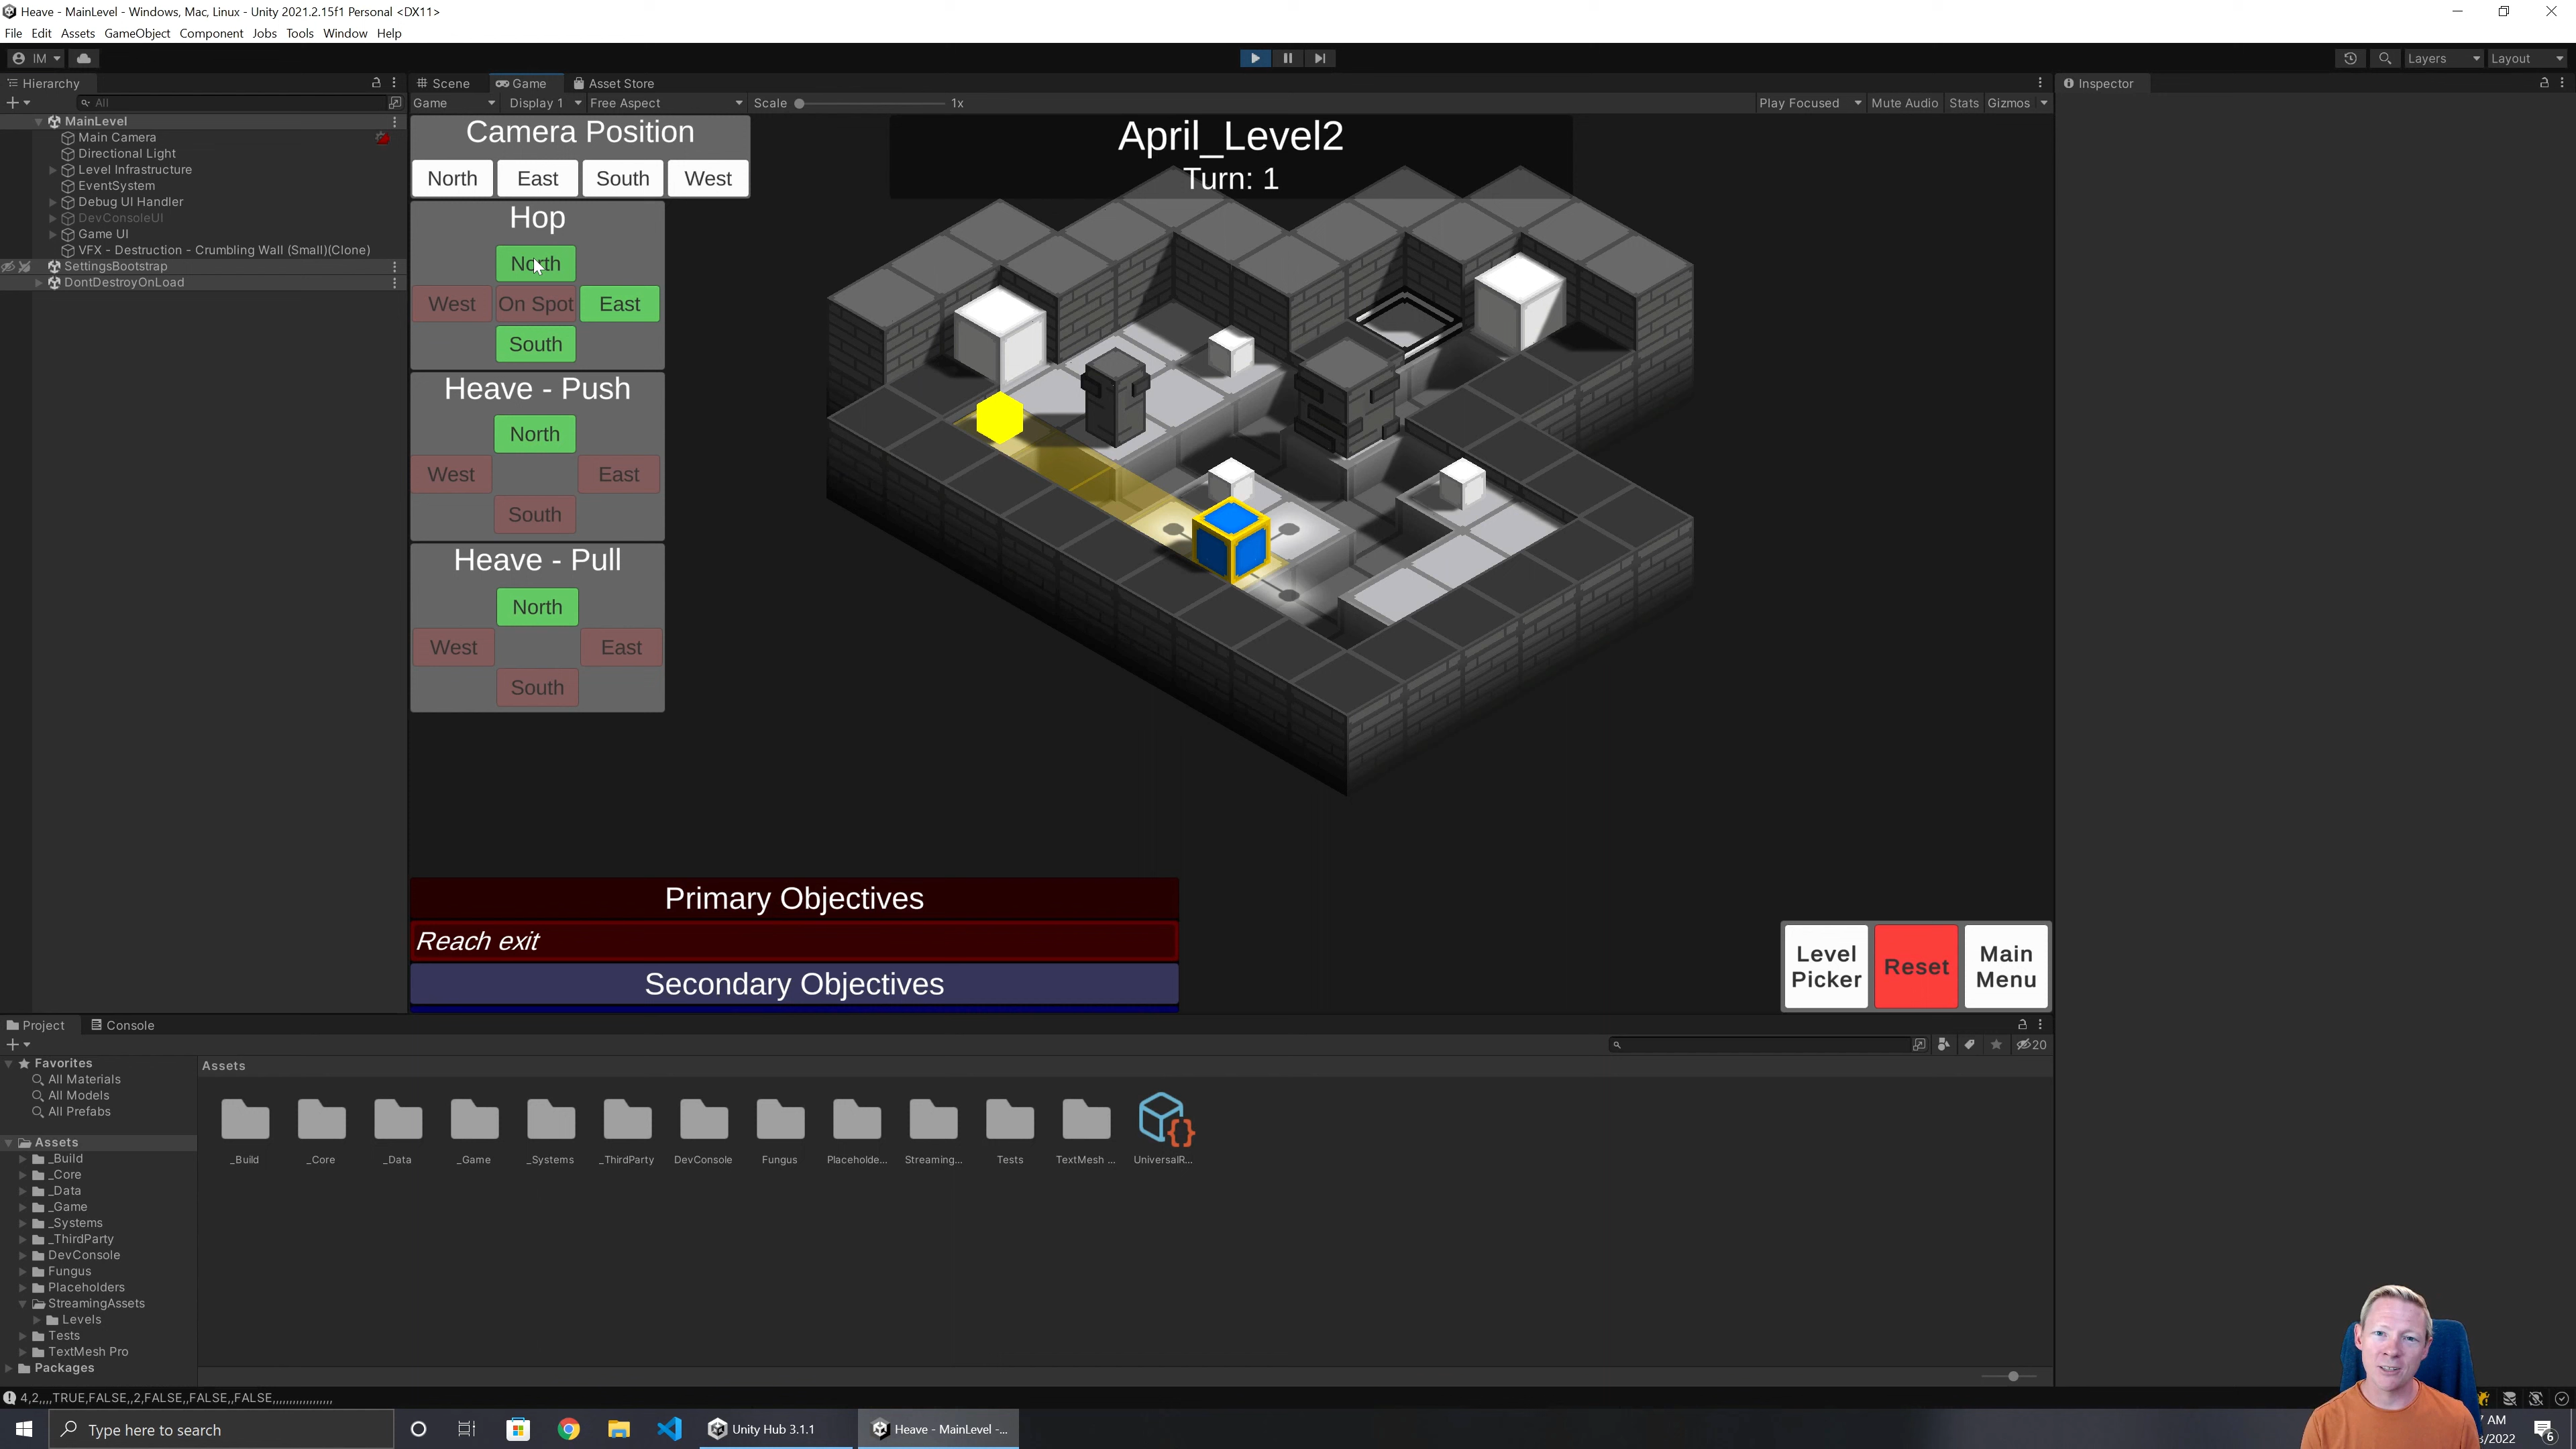 Heave - MainLevel - Windows, Mac, Linux - Unity 2021.2.15f1 Personal <DX11>
File Edit Assets GameObject Component Jobs Tools Window Help
IM Layers Layout
Hierarchy Scene Game Asset Store Inspector
All Game Display 1 Free Aspect Scale 1x Play Focused Mute Audio Stats Gizmos
MainLevel
Main Camera
Directional Light
Level Infrastructure
EventSystem
Debug UI Handler
DevConsoleUI
Game UI
VFX - Destruction - Crumbling Wall (Small)(Clone)
SettingsBootstrap
DontDestroyOnLoad
Camera Position
North East South West
Hop
North
West On Spot East
South
Heave - Push
North
West East
South
Heave - Pull
North
West East
South
April_Level2
Turn: 1
Primary Objectives
Reach exit
Secondary Objectives
Level Picker
Reset
Main Menu
Project Console
20
Favorites
All Materials
All Models
All Prefabs
Assets
_Build
_Core
_Data
_Game
_Systems
_ThirdParty
DevConsole
Fungus
Placeholders
StreamingAssets
Levels
Tests
TextMesh Pro
Packages
Assets
_Build _Core _Data _Game _Systems _ThirdParty DevConsole Fungus Placeholde... Streaming... Tests TextMesh ... UniversalR...
4,2,,,,TRUE,FALSE,,2,FALSE,,FALSE,,FALSE,,,,,,,,,,,,,,,,,,
Type here to search
Unity Hub 3.1.1
Heave - MainLevel -...
7 AM
/2022
6